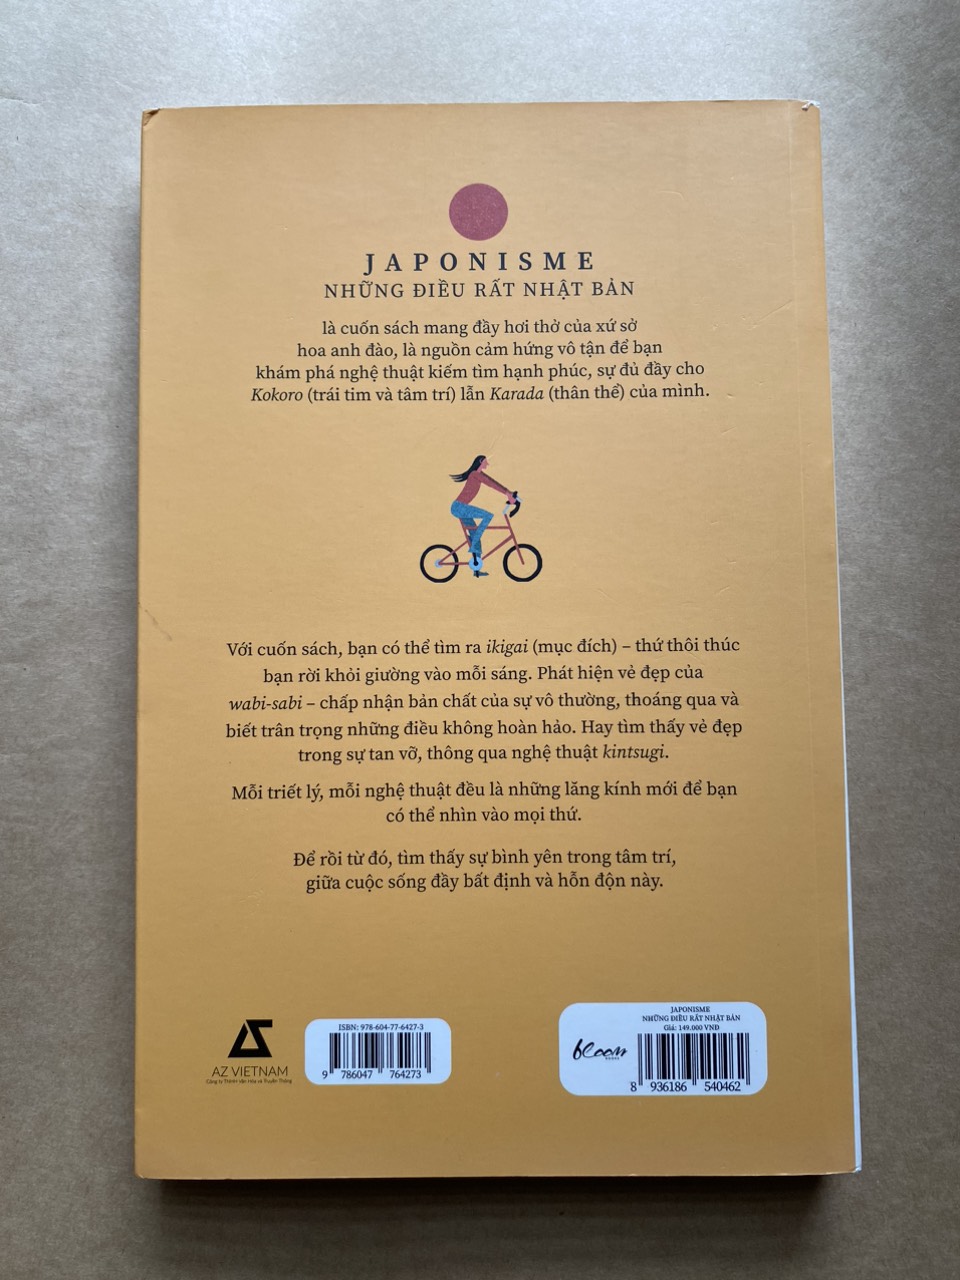 JAPONISME
NHỮNG ĐIỀU RẤT NHẬT BẢN
là cuốn sách mang đầy hơi thở của xứ sở
hoa anh đào, là nguồn cảm hứng vô tận để bạn
khám phá nghệ thuật kiếm tìm hạnh phúc, sự đủ đầy cho
Kokoro (trái tim và tâm trí) lẫn Karada (thân thể) của mình.
Với cuốn sách, bạn có thể tìm ra ikigai (mục đích) – thứ thôi thúc
bạn rời khỏi giường vào mỗi sáng. Phát hiện vẻ đẹp của
wabi-sabi – chấp nhận bản chất của sự vô thường, thoáng qua và
biết trân trọng những điều không hoàn hảo. Hay tìm thấy vẻ đẹp
trong sự tan vỡ, thông qua nghệ thuật kintsugi.
Mỗi triết lý, mỗi nghệ thuật đều là những lăng kính mới để bạn
có thể nhìn vào mọi thứ.
Để rồi từ đó, tìm thấy sự bình yên trong tâm trí,
giữa cuộc sống đầy bất định và hỗn độn này.
AZ VIETNAM
Công ty TNHH Văn Hóa và Truyền Thông
ISBN: 978-604-77-6427-3
9 786047 764273
bloom
BOOKS
JAPONISME
NHỮNG ĐIỀU RẤT NHẬT BẢN
Giá: 149.000 VNĐ
8 936186 540462